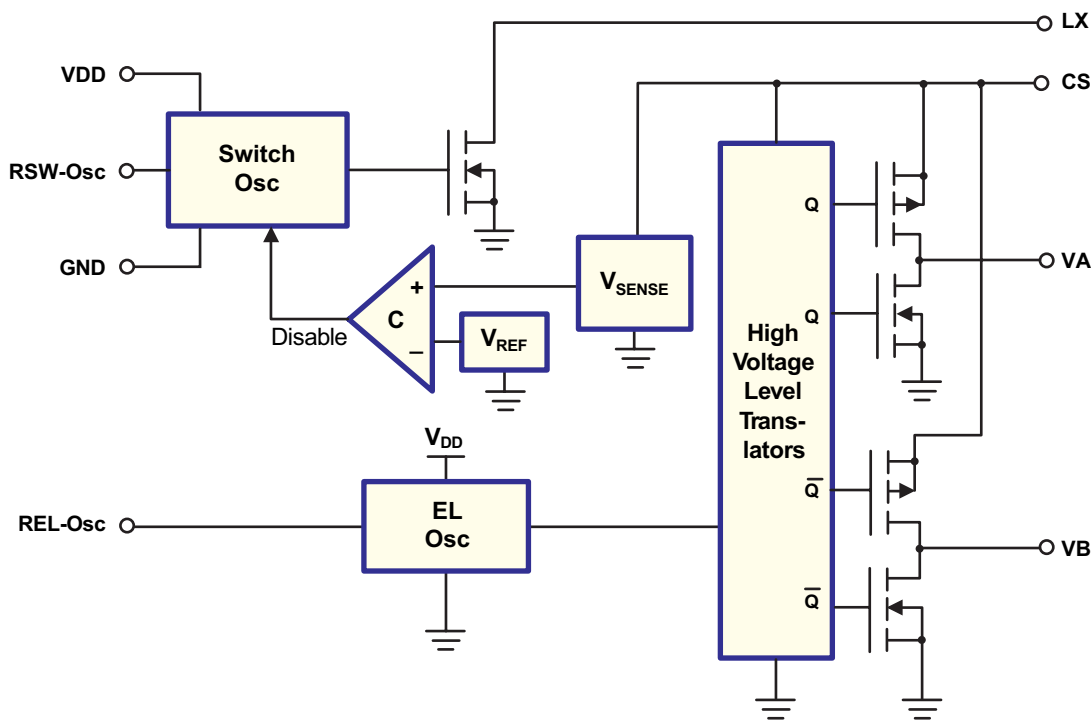 LX
VDD
CS
Switch
Osc
RSW-Osc
Q
GND
VA
+
VSENSE
C
Q
Disable
−
VREF
High
Voltage
Level
Trans-
lators
VDD
Q̅
EL
Osc
REL-Osc
VB
Q̅